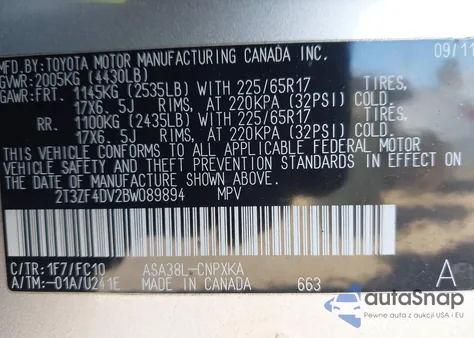 MFD.BY: TOYOTA MOTOR MANUFACTURING CANADA INC. 09/11
GVWR: 2005KG (4430LB)
GAWR:FRT. 1145KG (2535LB) WITH 225/65R17 TIRES,
17X6.5J RIMS, AT 220KPA (32PSI) COLD.
RR. 1100KG (2435LB) WITH 225/65R17 TIRES,
17X6.5J RIMS, AT 220KPA (32PSI) COLD.
THIS VEHICLE CONFORMS TO ALL APPLICABLE FEDERAL MOTOR
VEHICLE SAFETY AND THEFT PREVENTION STANDARDS IN EFFECT
ON THE DATE OF MANUFACTURE SHOWN ABOVE.
2T3ZF4DV2BW089894 MPV
C/TR:1F7/FC10 ASA38L-CNPXKA A
A/TM:-01A/U241E MADE IN CANADA 663
autoSnap
Pewne auta z aukcji USA i EU